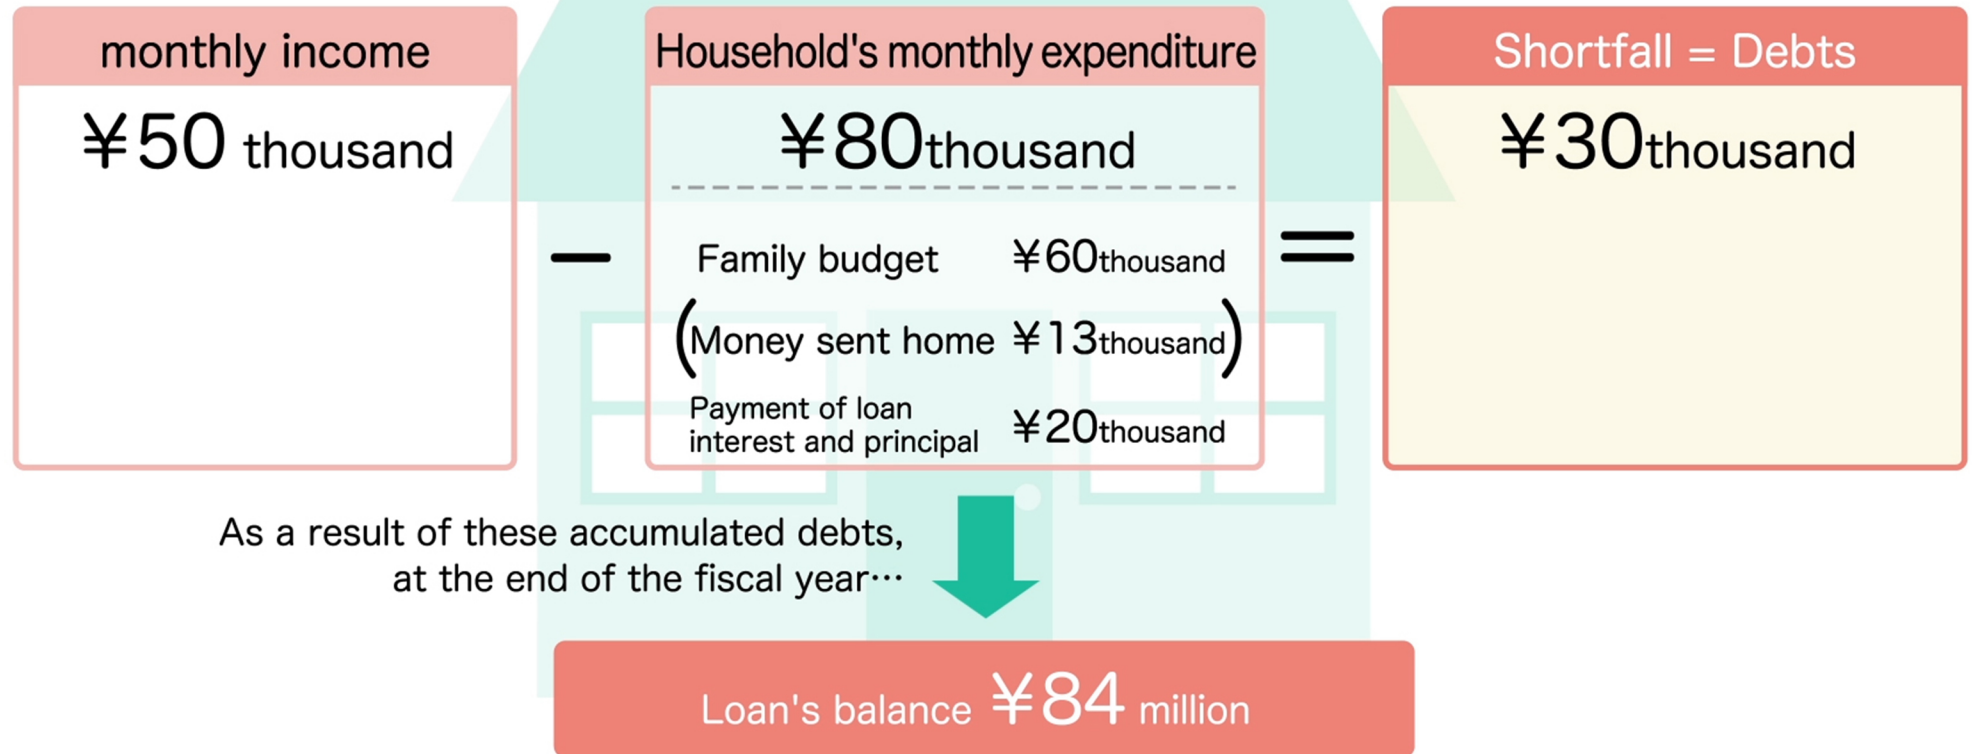 monthly income
¥50 thousand
−
Household's monthly expenditure
¥80thousand
Family budget ¥60thousand
(Money sent home ¥13thousand)
Payment of loan
interest and principal ¥20thousand
=
Shortfall = Debts
¥30thousand
As a result of these accumulated debts,
at the end of the fiscal year…
Loan's balance ¥84 million